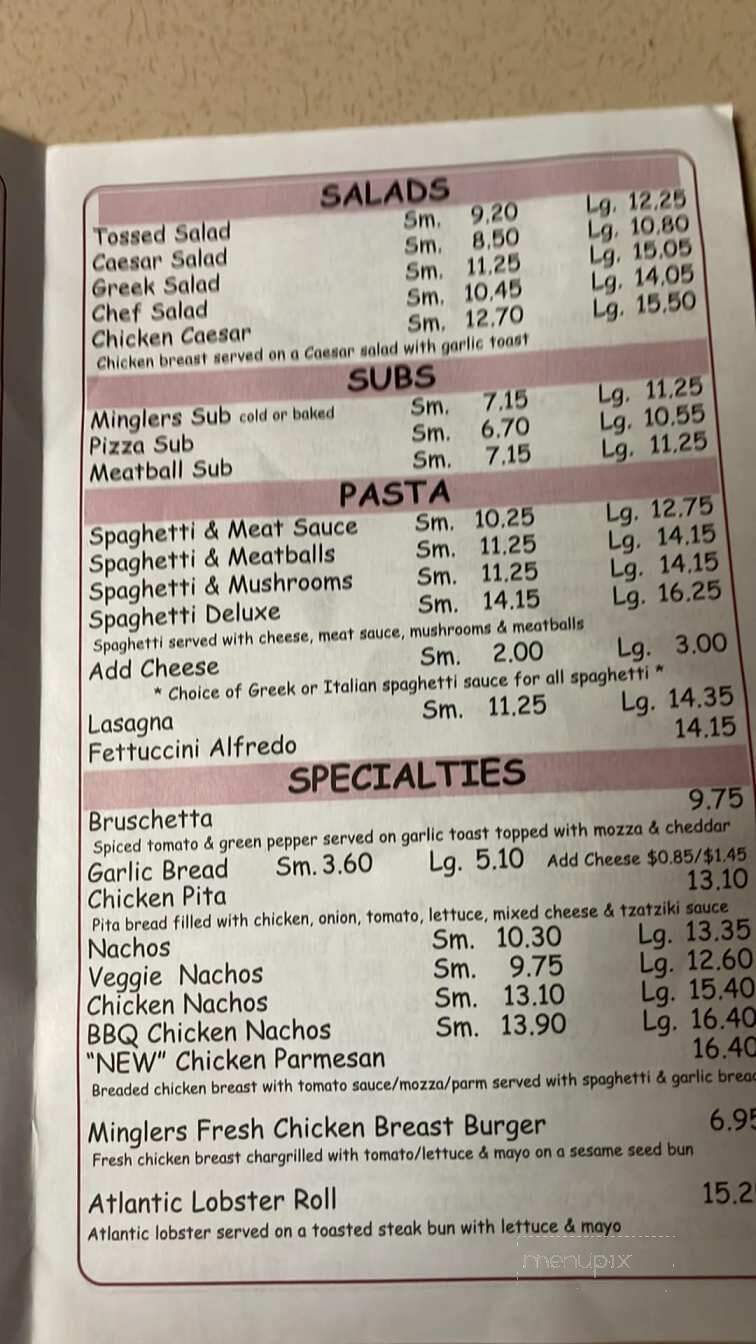 SALADS
Tossed Salad Sm. 9.20 Lg. 12.25
Caesar Salad Sm. 8.50 Lg. 10.80
Greek Salad Sm. 11.25 Lg. 15.05
Chef Salad Sm. 10.45 Lg. 14.05
Chicken Caesar Sm. 12.70 Lg. 15.50
Chicken breast served on a Caesar salad with garlic toast
SUBS
Minglers Sub cold or baked Sm. 7.15 Lg. 11.25
Pizza Sub Sm. 6.70 Lg. 10.55
Meatball Sub Sm. 7.15 Lg. 11.25
PASTA
Spaghetti & Meat Sauce Sm. 10.25 Lg. 12.75
Spaghetti & Meatballs Sm. 11.25 Lg. 14.15
Spaghetti & Mushrooms Sm. 11.25 Lg. 14.15
Spaghetti Deluxe Sm. 14.15 Lg. 16.25
Spaghetti served with cheese, meat sauce, mushrooms & meatballs
Add Cheese Sm. 2.00 Lg. 3.00
* Choice of Greek or Italian spaghetti sauce for all spaghetti *
Lasagna Sm. 11.25 Lg. 14.35
Fettuccini Alfredo 14.15
SPECIALTIES
Bruschetta 9.75
Spiced tomato & green pepper served on garlic toast topped with mozza & cheddar
Garlic Bread Sm. 3.60 Lg. 5.10 Add Cheese $0.85/$1.45
Chicken Pita 13.10
Pita bread filled with chicken, onion, tomato, lettuce, mixed cheese & tzatziki sauce
Nachos Sm. 10.30 Lg. 13.35
Veggie Nachos Sm. 9.75 Lg. 12.60
Chicken Nachos Sm. 13.10 Lg. 15.40
BBQ Chicken Nachos Sm. 13.90 Lg. 16.40
"NEW" Chicken Parmesan 16.40
Breaded chicken breast with tomato sauce/mozza/parm served with spaghetti & garlic brea
Minglers Fresh Chicken Breast Burger 6.95
Fresh chicken breast chargrilled with tomato/lettuce & mayo on a sesame seed bun
Atlantic Lobster Roll 15.2
Atlantic lobster served on a toasted steak bun with lettuce & mayo
menupix